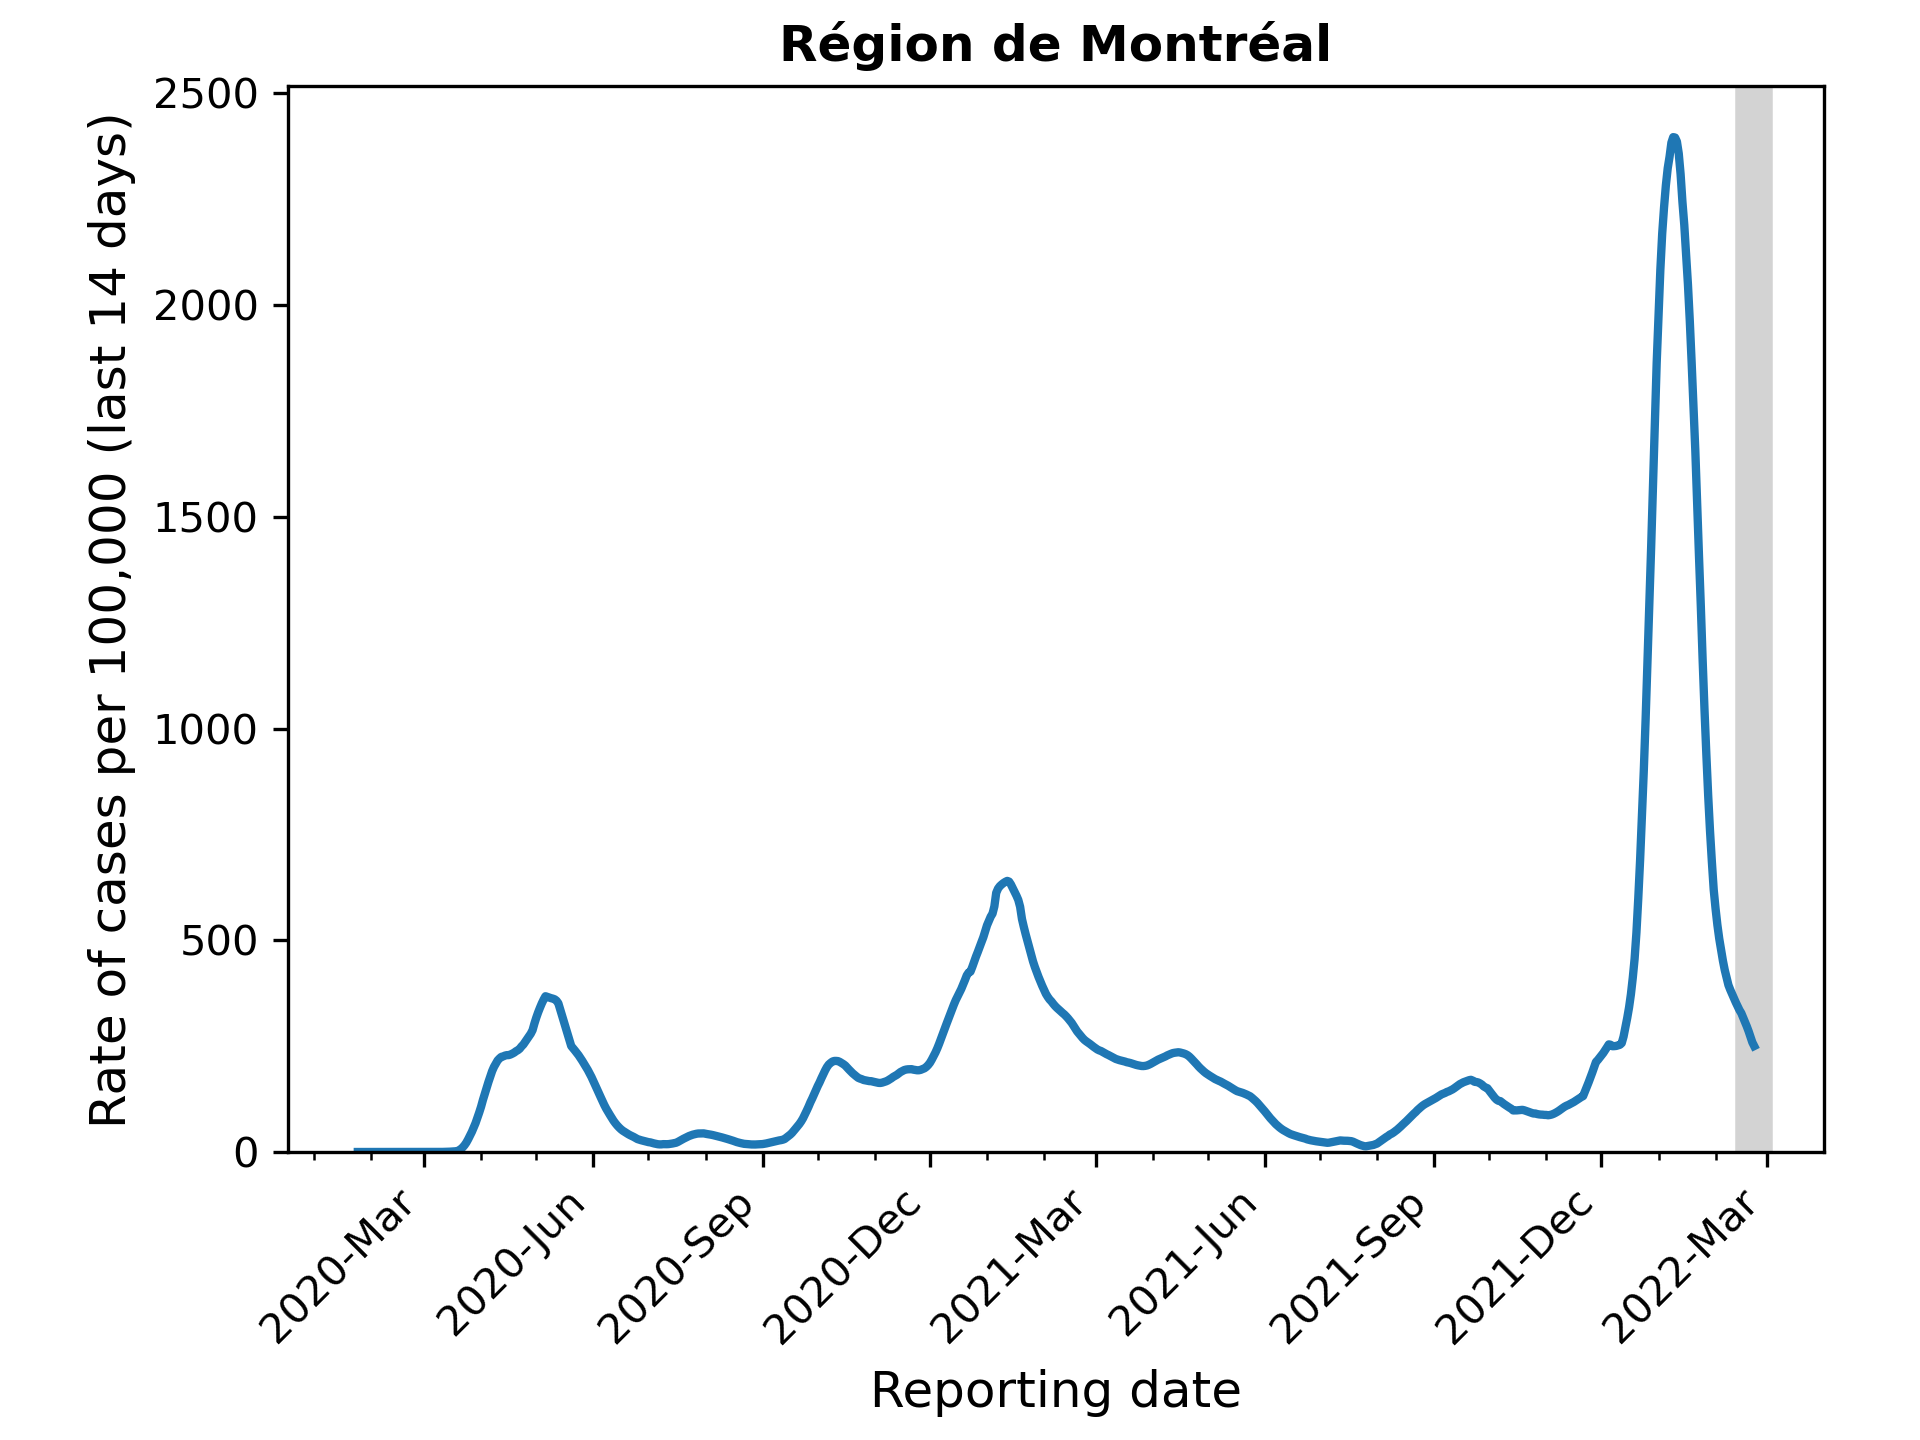 Région de Montréal
Rate of cases per 100,000 (last 14 days)
2500
2000
1500
1000
500
0
2020-Mar
2020-Jun
2020-Sep
2020-Dec
2021-Mar
2021-Jun
2021-Sep
2021-Dec
2022-Mar
Reporting date